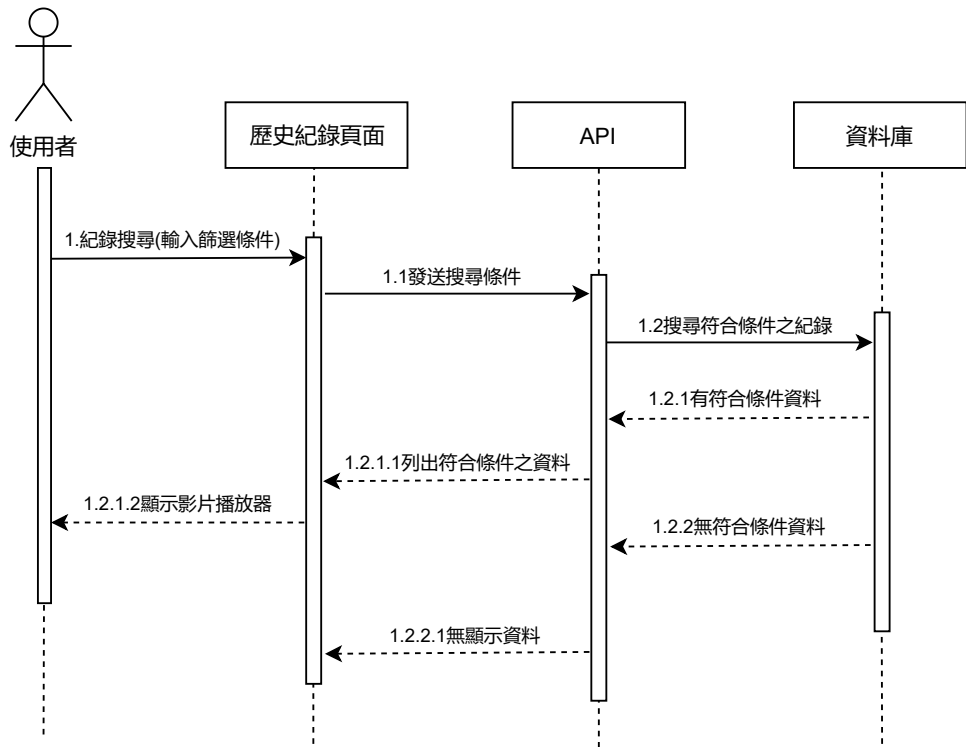 使用者
歷史紀錄頁面
API
資料庫
1.紀錄搜尋(輸入篩選條件)
1.1發送搜尋條件
1.2搜尋符合條件之紀錄
1.2.1有符合條件資料
1.2.1.1列出符合條件之資料
1.2.1.2顯示影片播放器
1.2.2無符合條件資料
1.2.2.1無顯示資料